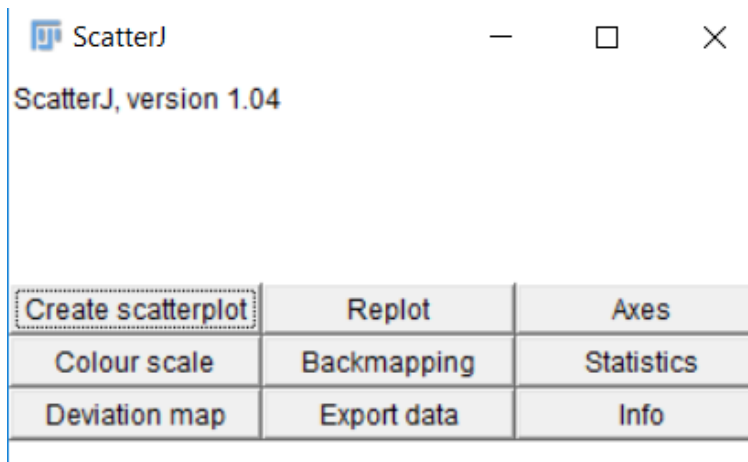 ScatterJ
ScatterJ, version 1.04
Create scatterplot Replot Axes
Colour scale Backmapping Statistics
Deviation map Export data Info